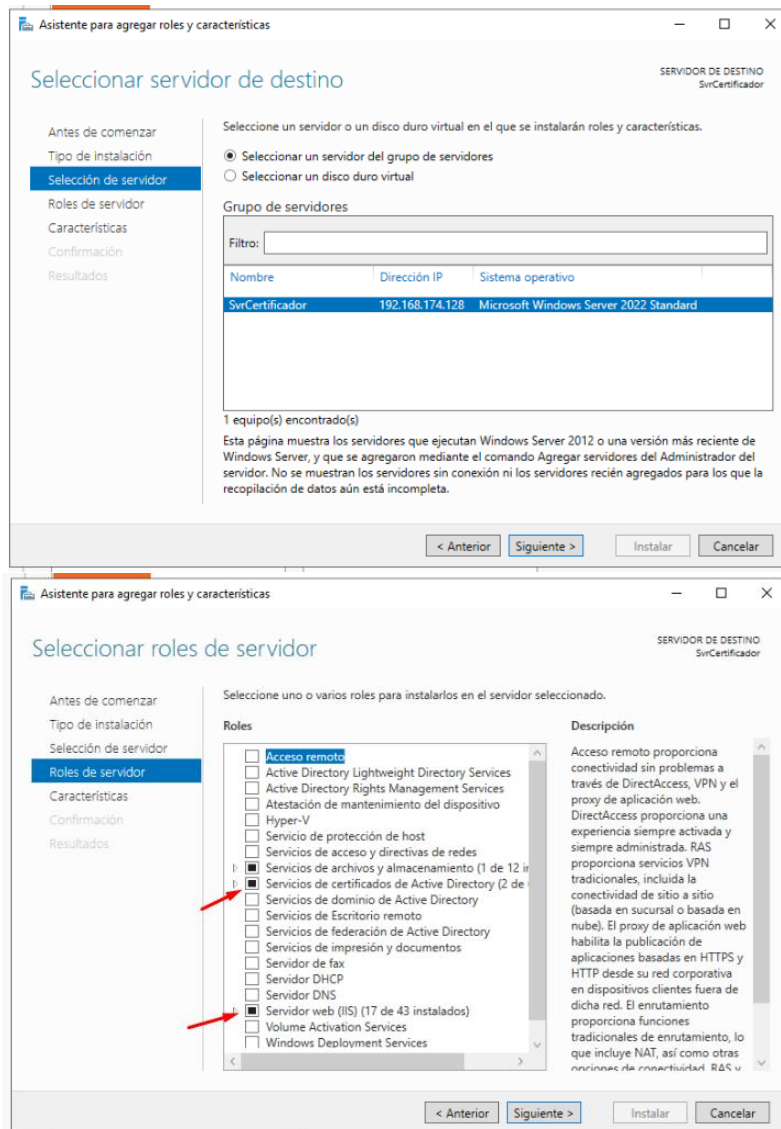 Asistente para agregar roles y características
Seleccionar servidor de destino
SERVIDOR DE DESTINO
SvrCertificador
Antes de comenzar
Tipo de instalación
Selección de servidor
Roles de servidor
Características
Confirmación
Resultados
Seleccione un servidor o un disco duro virtual en el que se instalarán roles y características.
Seleccionar un servidor del grupo de servidores
Seleccionar un disco duro virtual
Grupo de servidores
Filtro:
Nombre Dirección IP Sistema operativo
SvrCertificador 192.168.174.128 Microsoft Windows Server 2022 Standard
1 equipo(s) encontrado(s)
Esta página muestra los servidores que ejecutan Windows Server 2012 o una versión más reciente de
Windows Server, y que se agregaron mediante el comando Agregar servidores del Administrador del
servidor. No se muestran los servidores sin conexión ni los servidores recién agregados para los que la
recopilación de datos aún está incompleta.
< Anterior Siguiente > Instalar Cancelar
Asistente para agregar roles y características
Seleccionar roles de servidor
SERVIDOR DE DESTINO
SvrCertificador
Antes de comenzar
Tipo de instalación
Selección de servidor
Roles de servidor
Características
Confirmación
Resultados
Seleccione uno o varios roles para instalarlos en el servidor seleccionado.
Roles
Acceso remoto
Active Directory Lightweight Directory Services
Active Directory Rights Management Services
Atestación de mantenimiento del dispositivo
Hyper-V
Servicio de protección de host
Servicios de acceso y directivas de redes
Servicios de archivos y almacenamiento (1 de 12 in
Servicios de certificados de Active Directory (2 de
Servicios de dominio de Active Directory
Servicios de Escritorio remoto
Servicios de federación de Active Directory
Servicios de impresión y documentos
Servidor de fax
Servidor DHCP
Servidor DNS
Servidor web (IIS) (17 de 43 instalados)
Volume Activation Services
Windows Deployment Services
Descripción
Acceso remoto proporciona
conectividad sin problemas a
través de DirectAccess, VPN y el
proxy de aplicación web.
DirectAccess proporciona una
experiencia siempre activada y
siempre administrada. RAS
proporciona servicios VPN
tradicionales, incluida la
conectividad de sitio a sitio
(basada en sucursal o basada en
nube). El proxy de aplicación web
habilita la publicación de
aplicaciones basadas en HTTPS y
HTTP desde su red corporativa
en dispositivos clientes fuera de
dicha red. El enrutamiento
proporciona funciones
tradicionales de enrutamiento, lo
que incluye NAT, así como otras
opciones de conectividad. RAS y
< Anterior Siguiente > Instalar Cancelar